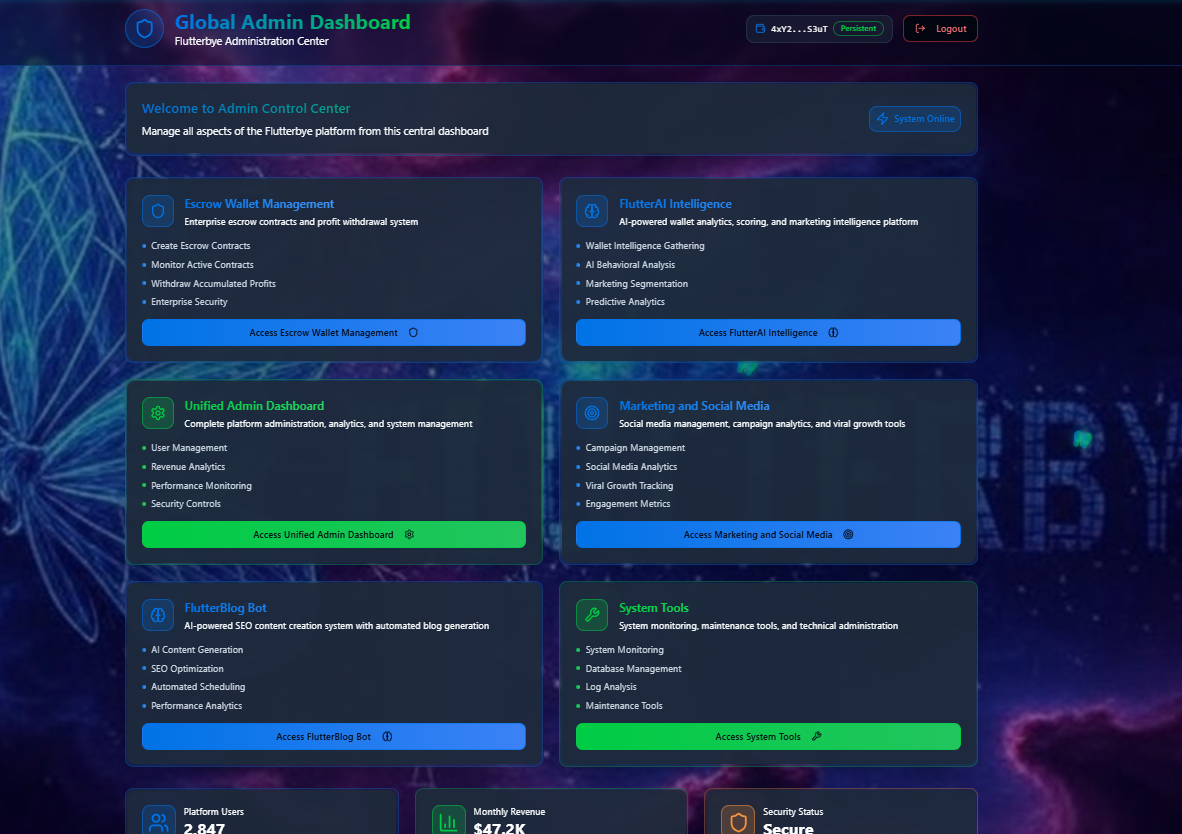 Global Admin Dashboard
Flutterbye Administration Center
4xY2...S3uT Persistent
Logout
Welcome to Admin Control Center
Manage all aspects of the Flutterbye platform from this central dashboard
System Online
Escrow Wallet Management
Enterprise escrow contracts and profit withdrawal system
Create Escrow Contracts
Monitor Active Contracts
Withdraw Accumulated Profits
Enterprise Security
Access Escrow Wallet Management
FlutterAI Intelligence
AI-powered wallet analytics, scoring, and marketing intelligence platform
Wallet Intelligence Gathering
AI Behavioral Analysis
Marketing Segmentation
Predictive Analytics
Access FlutterAI Intelligence
Unified Admin Dashboard
Complete platform administration, analytics, and system management
User Management
Revenue Analytics
Performance Monitoring
Security Controls
Access Unified Admin Dashboard
Marketing and Social Media
Social media management, campaign analytics, and viral growth tools
Campaign Management
Social Media Analytics
Viral Growth Tracking
Engagement Metrics
Access Marketing and Social Media
FlutterBlog Bot
AI-powered SEO content creation system with automated blog generation
AI Content Generation
SEO Optimization
Automated Scheduling
Performance Analytics
Access FlutterBlog Bot
System Tools
System monitoring, maintenance tools, and technical administration
System Monitoring
Database Management
Log Analysis
Maintenance Tools
Access System Tools
Platform Users
2,847
Monthly Revenue
$47.2K
Security Status
Secure